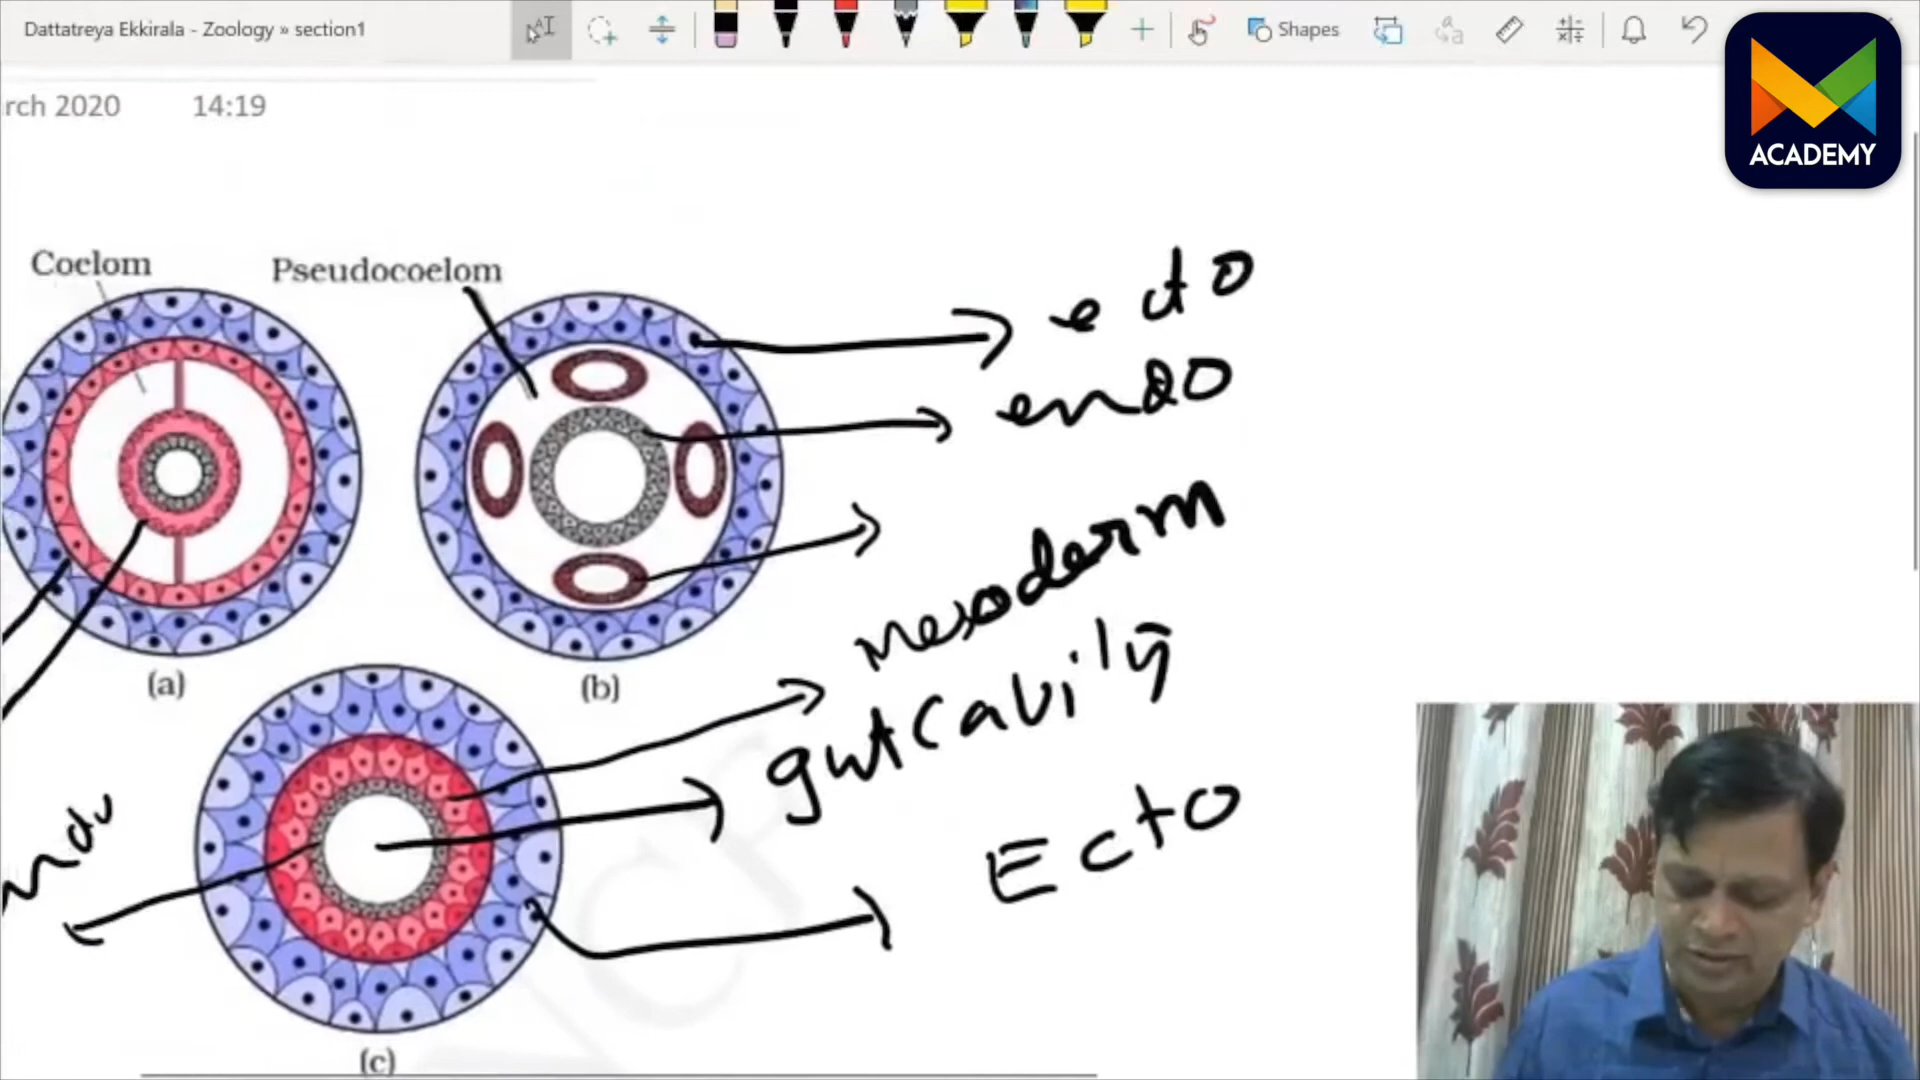 Dattatreya Ekkirala - Zoology » section1
Shapes
ACADEMY
rch 2020 14:19
Coelom
Pseudocoelom
ecto
endo
mesoderm
gutcavity
Ecto
(a)
(b)
(c)